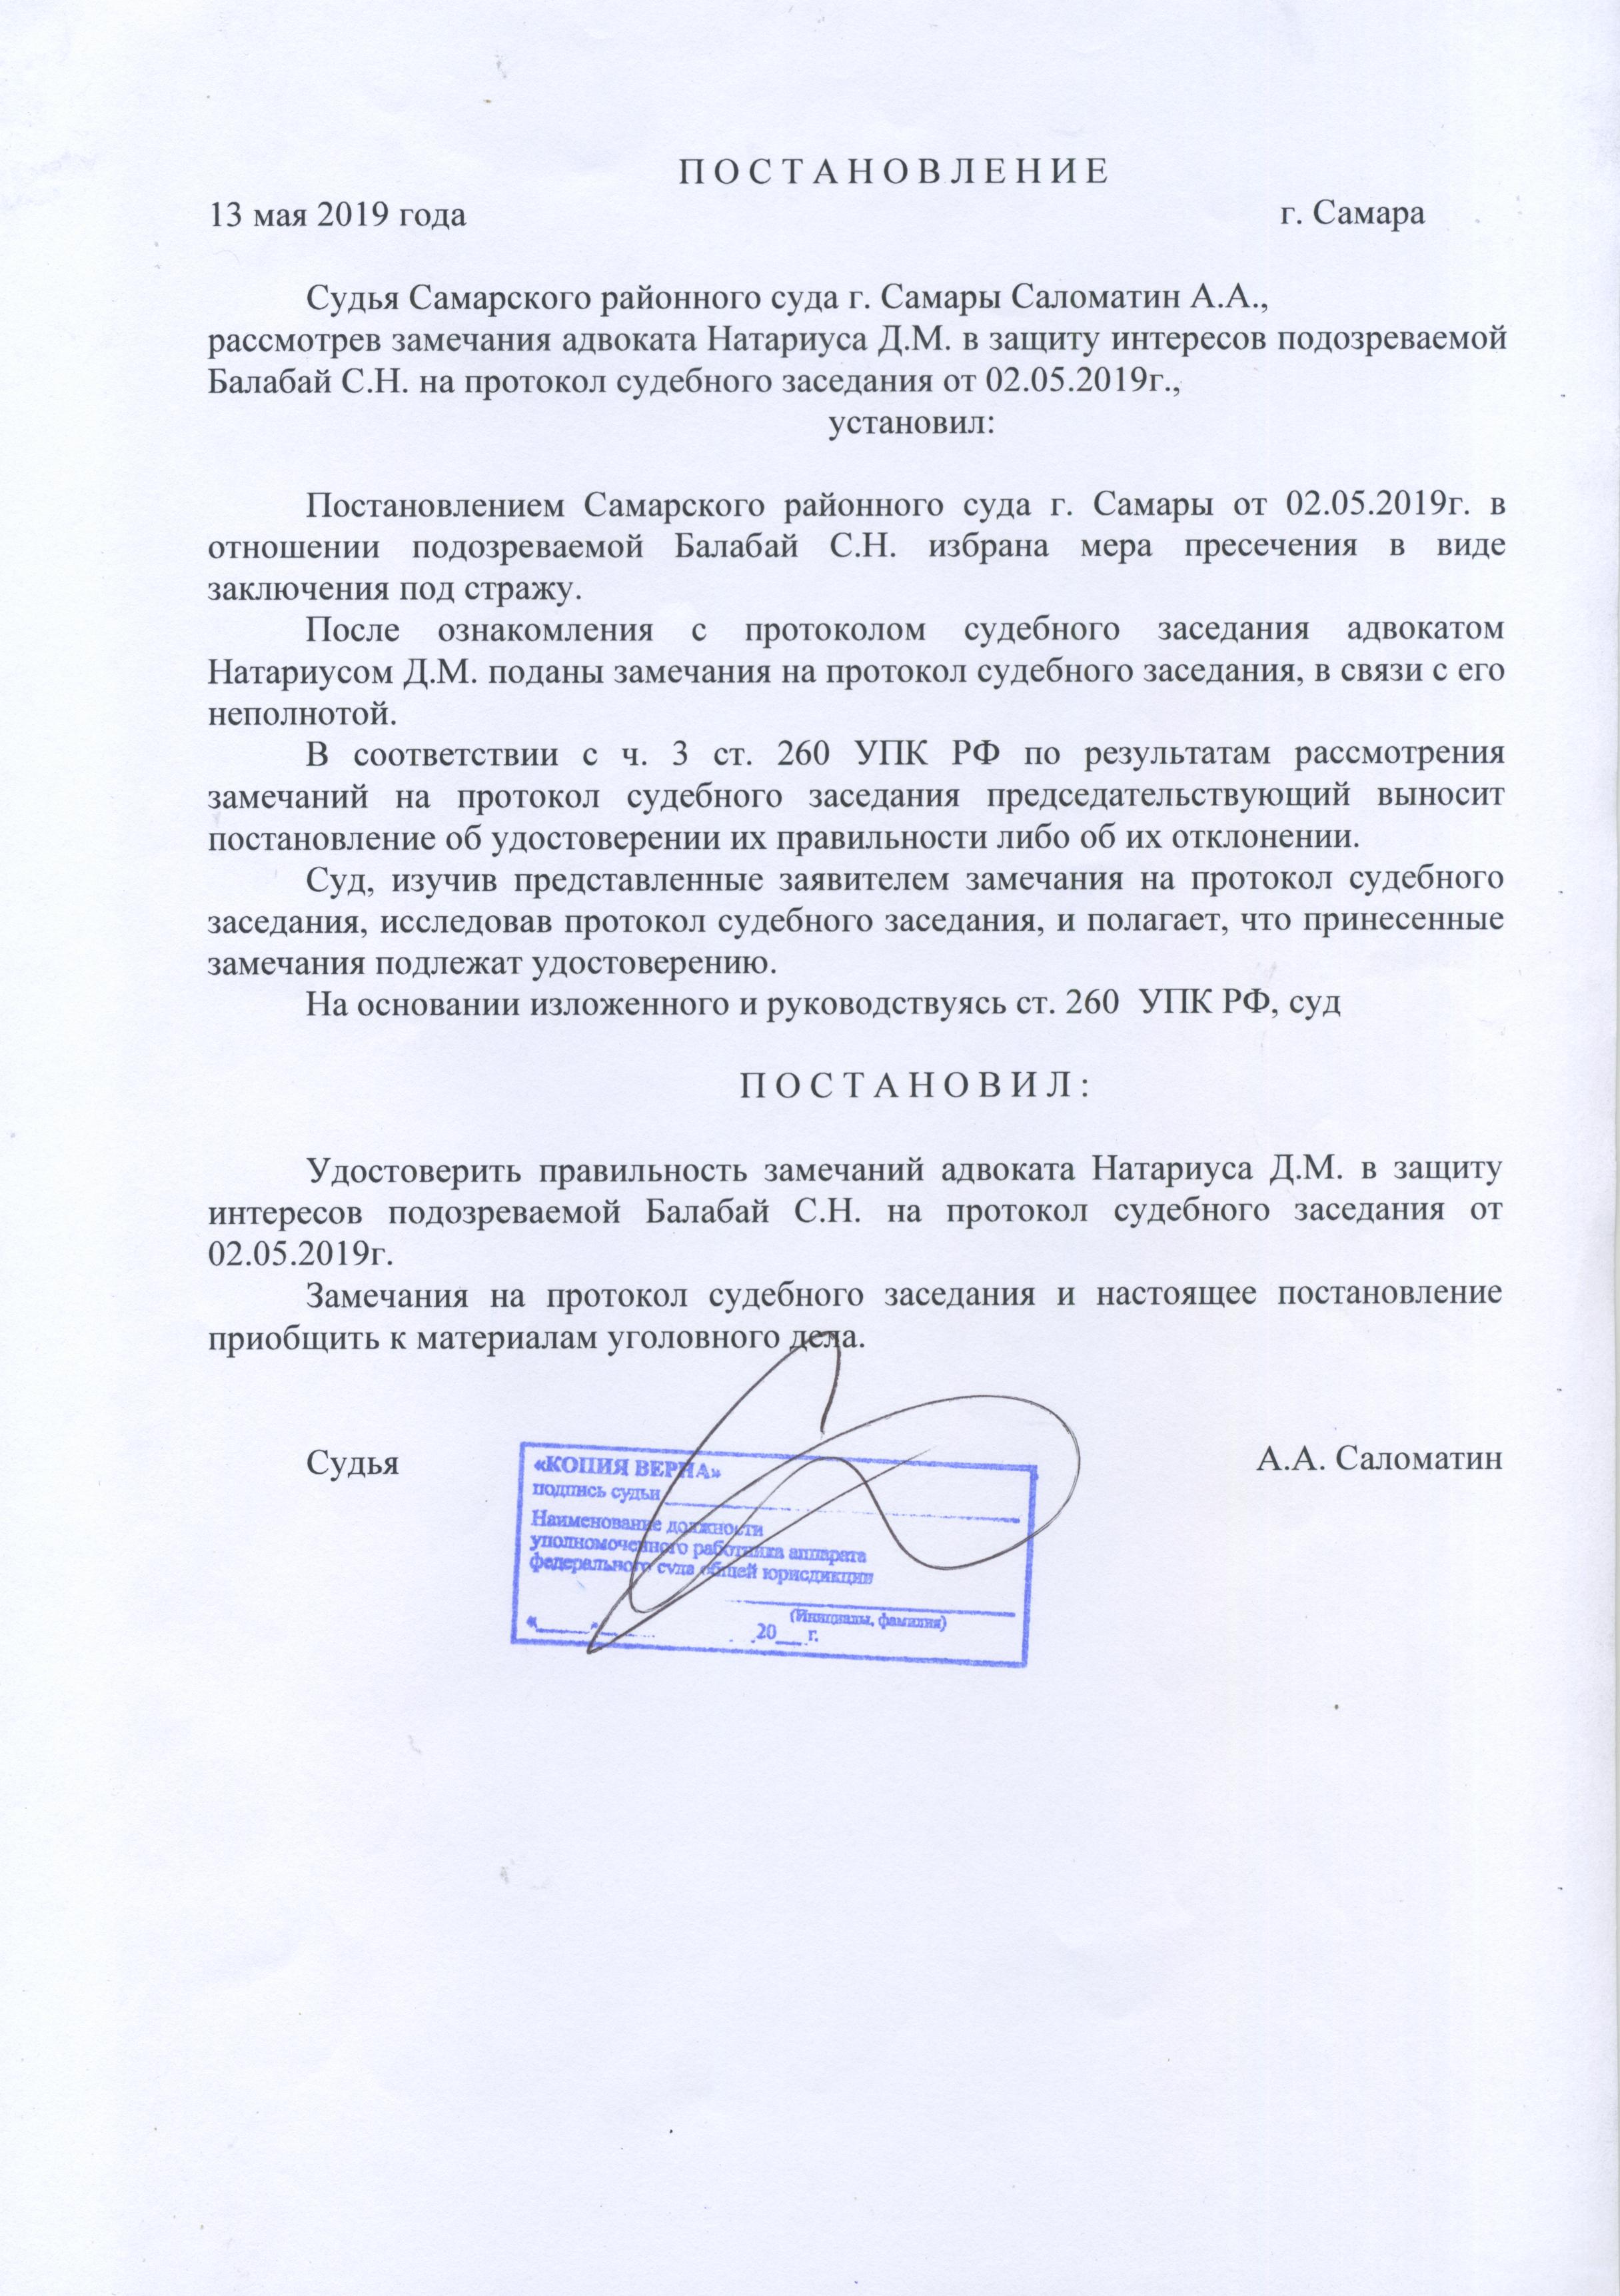 ПОСТАНОВЛЕНИЕ
13 мая 2019 года г. Самара
Судья Самарского районного суда г. Самары Саломатин А.А.,
рассмотрев замечания адвоката Натариуса Д.М. в защиту интересов подозреваемой
Балабай С.Н. на протокол судебного заседания от 02.05.2019г.,
установил:
Постановлением Самарского районного суда г. Самары от 02.05.2019г. в
отношении подозреваемой Балабай С.Н. избрана мера пресечения в виде
заключения под стражу.
После ознакомления с протоколом судебного заседания адвокатом
Натариусом Д.М. поданы замечания на протокол судебного заседания, в связи с его
неполнотой.
В соответствии с ч. 3 ст. 260 УПК РФ по результатам рассмотрения
замечаний на протокол судебного заседания председательствующий выносит
постановление об удостоверении их правильности либо об их отклонении.
Суд, изучив представленные заявителем замечания на протокол судебного
заседания, исследовав протокол судебного заседания, и полагает, что принесенные
замечания подлежат удостоверению.
На основании изложенного и руководствуясь ст. 260 УПК РФ, суд
ПОСТАНОВИЛ:
Удостоверить правильность замечаний адвоката Натариуса Д.М. в защиту
интересов подозреваемой Балабай С.Н. на протокол судебного заседания от
02.05.2019г.
Замечания на протокол судебного заседания и настоящее постановление
приобщить к материалам уголовного дела.
Судья А.А. Саломатин
«КОПИЯ ВЕРНА»
подпись судьи
Наименование должности
уполномоченного работника аппарата
федерального суда общей юрисдикции
(Инициалы, фамилия)
«____»____ 20__ г.